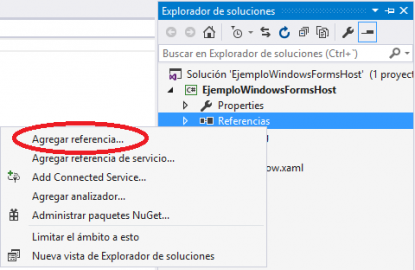 Explorador de soluciones
Buscar en Explorador de soluciones (Ctrl+´)
Solución 'EjemploWindowsFormsHost' (1 proyect
C# EjemploWindowsFormsHost
Properties
Referencias
ow.xaml
Agregar referencia...
Agregar referencia de servicio...
Add Connected Service...
Agregar analizador...
Administrar paquetes NuGet...
Limitar el ámbito a esto
Nueva vista de Explorador de soluciones